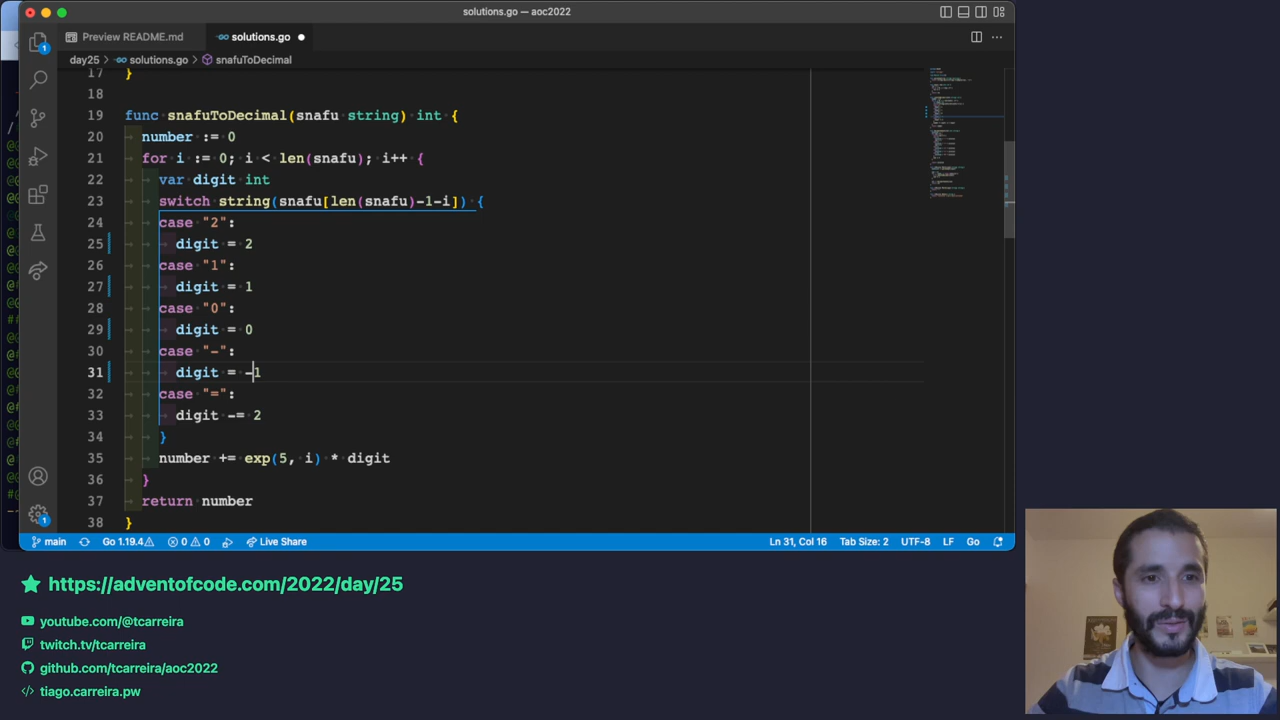 solutions.go — aoc2022
Preview README.md
solutions.go
day25 > solutions.go > snafuToDecimal
17 }
18
19 func snafuToDecimal(snafu string) int {
20 number := 0
21 for i := 0; i < len(snafu); i++ {
22 var digit int
23 switch string(snafu[len(snafu)-1-i]) {
24 case "2":
25 digit = 2
26 case "1":
27 digit = 1
28 case "0":
29 digit = 0
30 case "-":
31 digit = -1
32 case "=":
33 digit -= 2
34 }
35 number += exp(5, i) * digit
36 }
37 return number
38 }
main Go 1.19.4 0 0 Live Share Ln 31, Col 16 Tab Size: 2 UTF-8 LF Go
https://adventofcode.com/2022/day/25
youtube.com/@tcarreira
twitch.tv/tcarreira
github.com/tcarreira/aoc2022
tiago.carreira.pw